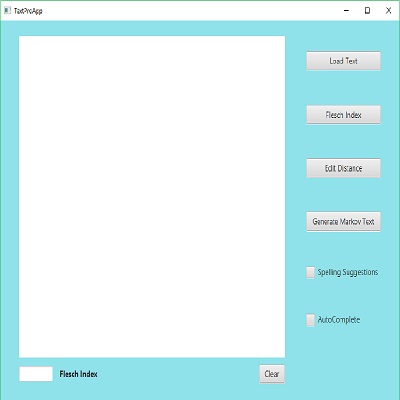 TextProApp
Load Text
Flesch Index
Edit Distance
Generate Markov Text
Spelling Suggestions
AutoComplete
Flesch Index
Clear